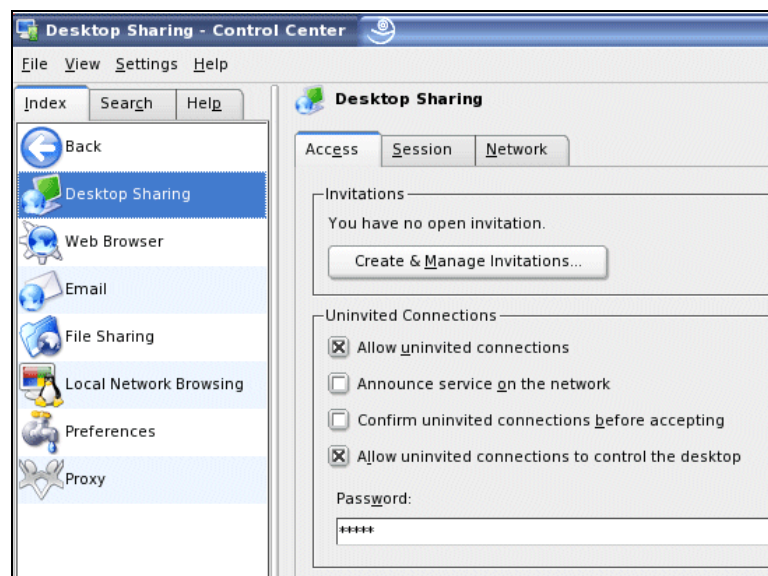 Desktop Sharing - Control Center
File View Settings Help
Index Search Help
Back
Desktop Sharing
Web Browser
Email
File Sharing
Local Network Browsing
Preferences
Proxy
Desktop Sharing
Access Session Network
Invitations
You have no open invitation.
Create & Manage Invitations...
Uninvited Connections
Allow uninvited connections
Announce service on the network
Confirm uninvited connections before accepting
Allow uninvited connections to control the desktop
Password:
*****